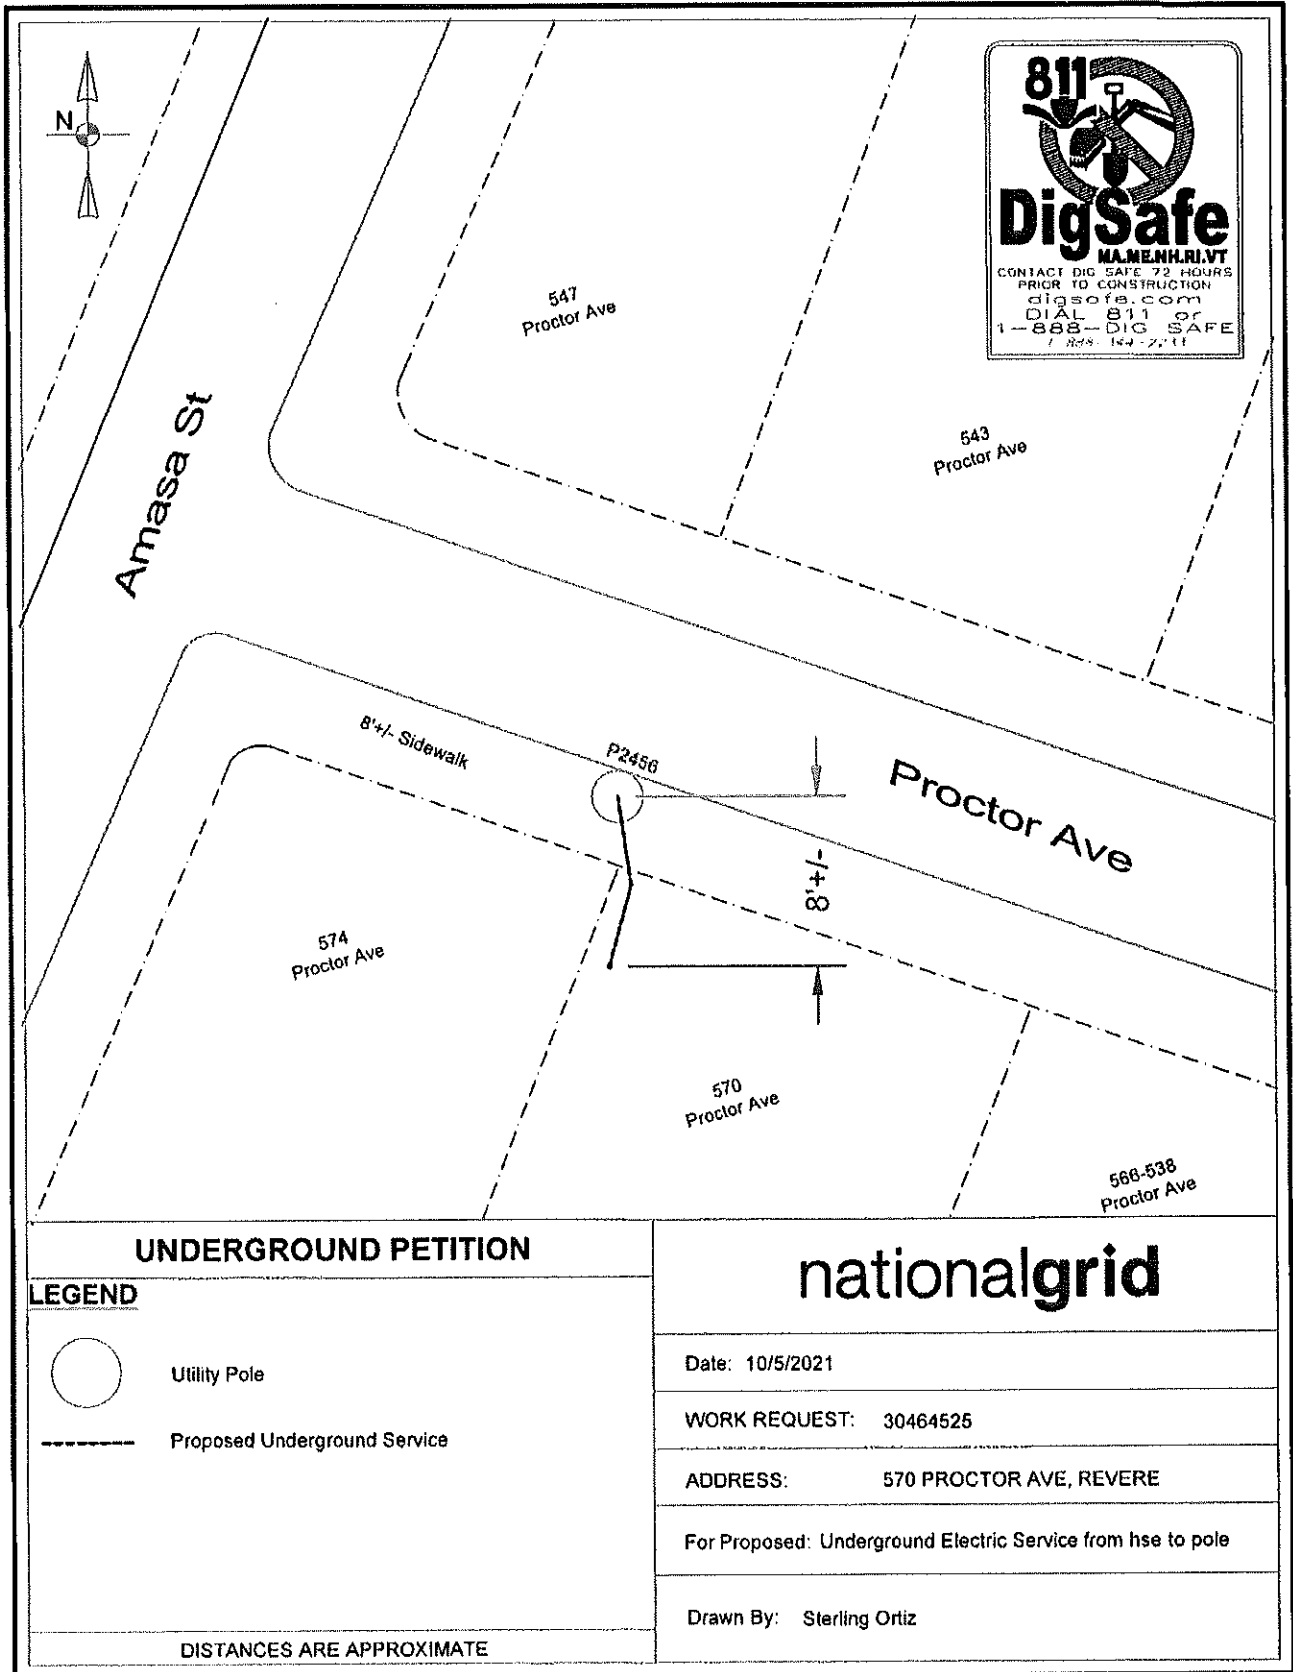 N
811
DigSafe
MA.ME.NH.RI.VT
CONTACT DIG SAFE 72 HOURS
PRIOR TO CONSTRUCTION
digsafe.com
DIAL 811 or
1-888-DIG SAFE
547
Proctor Ave
543
Proctor Ave
Amasa St
8'+/- Sidewalk
P2456
Proctor Ave
8'+/-
574
Proctor Ave
570
Proctor Ave
566-538
Proctor Ave
UNDERGROUND PETITION
LEGEND
Utility Pole
Proposed Underground Service
DISTANCES ARE APPROXIMATE
nationalgrid
Date: 10/5/2021
WORK REQUEST: 30464525
ADDRESS: 570 PROCTOR AVE, REVERE
For Proposed: Underground Electric Service from hse to pole
Drawn By: Sterling Ortiz